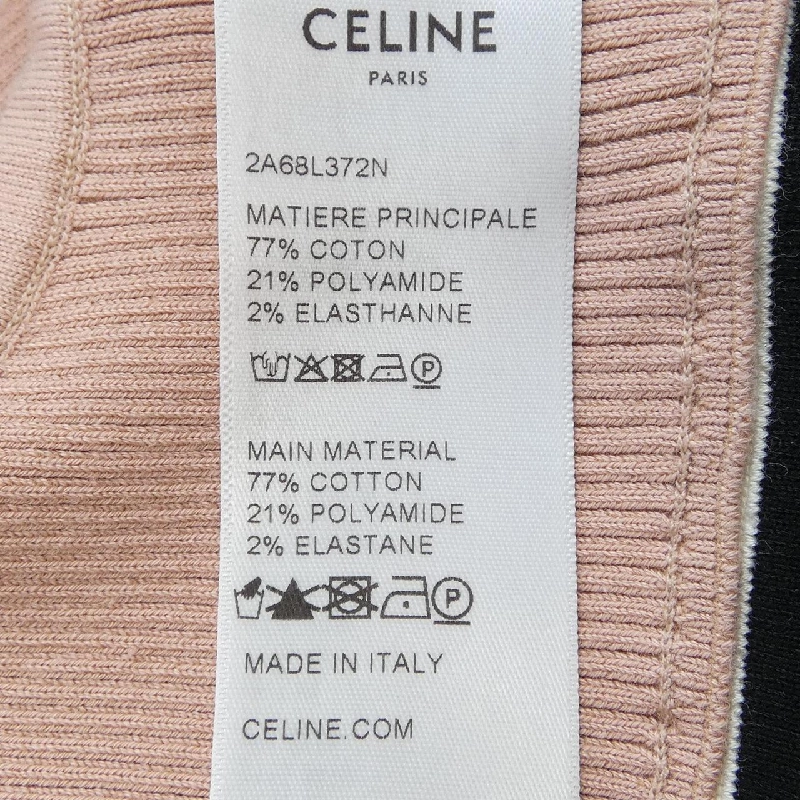 CELINE
PARIS
2A68L372N
MATIERE PRINCIPALE
77% COTON
21% POLYAMIDE
2% ELASTHANNE
P
MAIN MATERIAL
77% COTTON
21% POLYAMIDE
2% ELASTANE
P
MADE IN ITALY
CELINE.COM